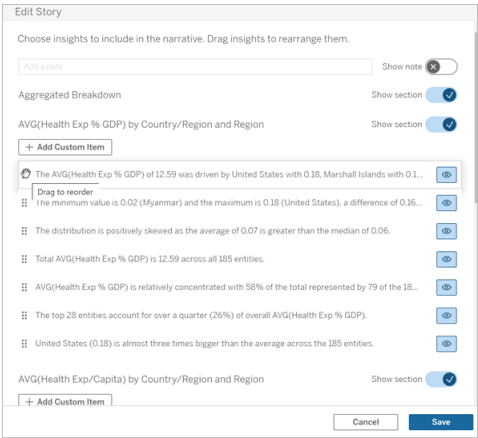 Edit Story
Choose insights to include in the narrative. Drag insights to rearrange them.
Add a note
Show note
Aggregated Breakdown
Show section
AVG(Health Exp % GDP) by Country/Region and Region
Show section
+ Add Custom Item
The AVG(Health Exp % GDP) of 12.59 was driven by United States with 0.18, Marshall Islands with 0.1...
Drag to reorder
The minimum value is 0.02 (Myanmar) and the maximum is 0.18 (United States), a difference of 0.16...
The distribution is positively skewed as the average of 0.07 is greater than the median of 0.06.
Total AVG(Health Exp % GDP) is 12.59 across all 185 entities.
AVG(Health Exp % GDP) is relatively concentrated with 58% of the total represented by 79 of the 18...
The top 28 entities account for over a quarter (26%) of overall AVG(Health Exp % GDP).
United States (0.18) is almost three times bigger than the average across the 185 entities.
AVG(Health Exp/Capita) by Country/Region and Region
Show section
+ Add Custom Item
Cancel
Save